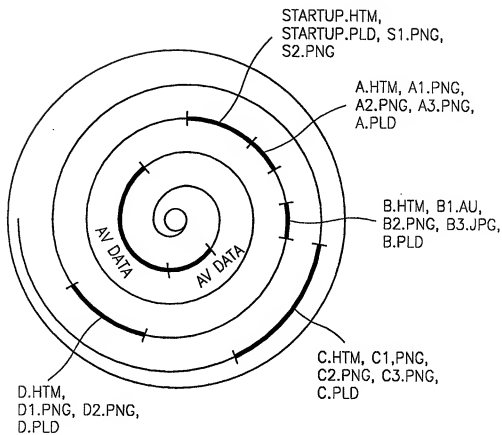 STARTUP.HTM,
STARTUP.PLD, S1.PNG,
S2.PNG
A.HTM, A1.PNG,
A2.PNG, A3.PNG,
A.PLD
B.HTM, B1.AU,
B2.PNG, B3.JPG,
B.PLD
AV DATA
AV DATA
C.HTM, C1,PNG,
C2.PNG, C3.PNG,
C.PLD
D.HTM,
D1.PNG, D2.PNG,
D.PLD